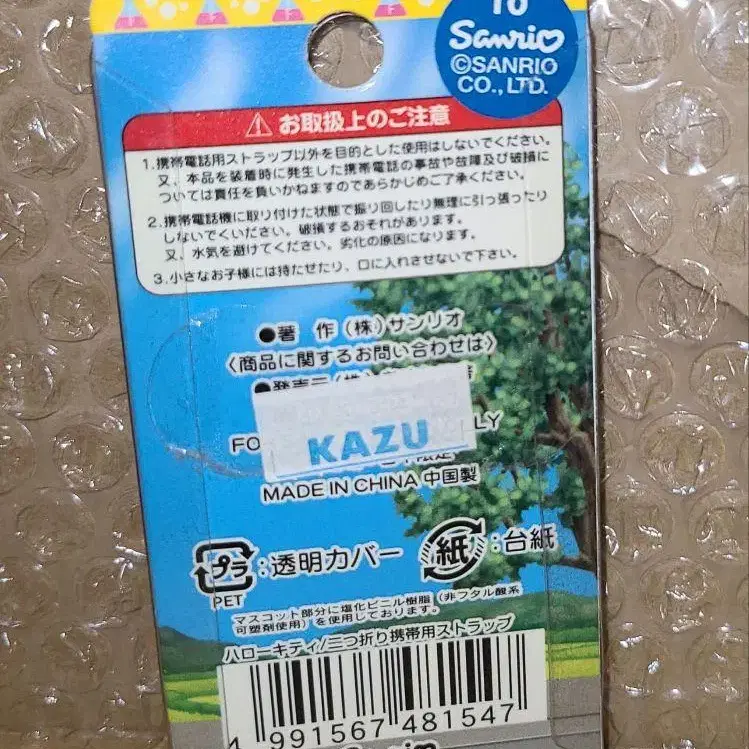 10
Sanrio
©SANRIO
CO., LTD.
お取扱上のご注意
1.携帯電話用ストラップ以外を目的とした使用はしないでください。
又、本品を装着時に発生した携帯電話の事故や故障及び破損に
ついては責任を負いかねますのであらかじめご了承ください。
2.携帯電話機に取り付けた状態で振り回したり無理に引っ張ったり
しないでください。破損するおそれがあります。
又、水気を避けてください。劣化の原因になります。
3.小さなお子様には持たせたり、口に入れさせないで下さい。
●著 作(株)サンリオ
〈商品に関するお問い合わせは〉
●発売元(株)
FO
LY
KAZU
MADE IN CHINA 中国製
プラ:透明カバー
紙:台紙
PET
マスコット部分に塩化ビニル樹脂(非フタル酸系
可塑剤使用)を使用しております。
ハローキティ/三つ折り携帯用ストラップ
4 991567 481547